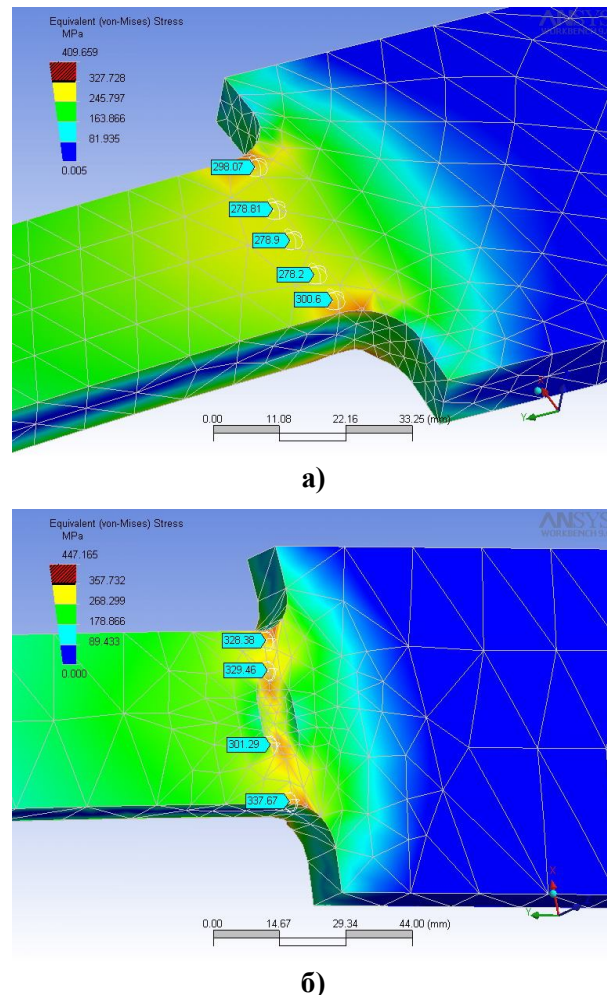 Equivalent (von-Mises) Stress
MPa
409.659
327.728
245.797
163.866
81.935
0.005
298.07
278.81
278.9
278.2
300.6
0.00 11.08 22.16 33.25 (mm)
Y
а)
Equivalent (von-Mises) Stress
MPa
447.165
357.732
268.299
178.866
89.433
0.000
ANSYS
328.38
329.46
301.29
337.67
X
Y
0.00 14.67 29.34 44.00 (mm)
б)